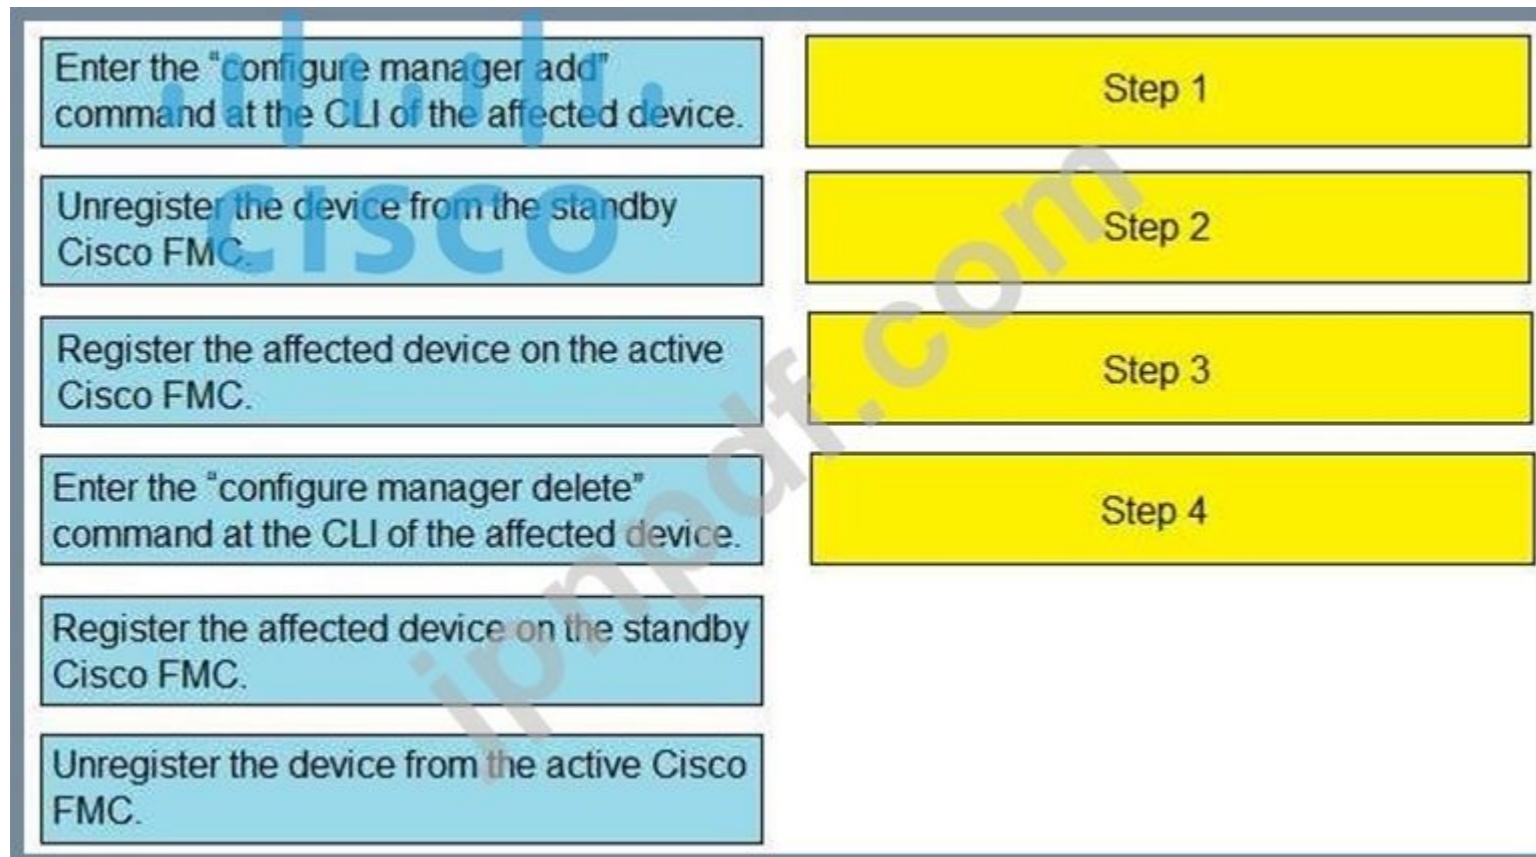 Enter the "configure manager add"
command at the CLI of the affected device.
Step 1
Unregister the device from the standby
Cisco FMC.
Step 2
Register the affected device on the active
Cisco FMC.
Step 3
Enter the "configure manager delete"
command at the CLI of the affected device.
Step 4
Register the affected device on the standby
Cisco FMC.
Unregister the device from the active Cisco
FMC.
CISCO
jpnpdf.com